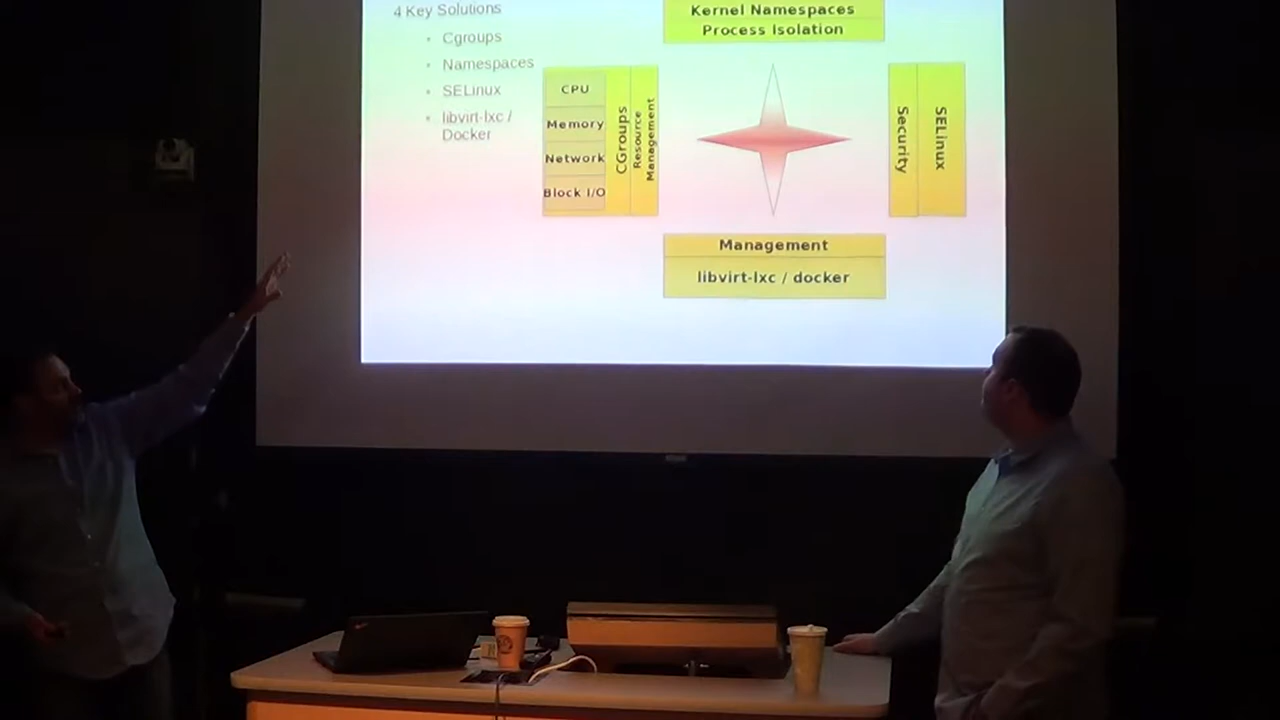 4 Key Solutions
Cgroups
Namespaces
SELinux
libvirt-lxc /
Docker
Kernel Namespaces
Process Isolation
CPU
Memory
Network
Block I/O
CGroups
Resource
Management
Security
SELinux
Management
libvirt-lxc / docker